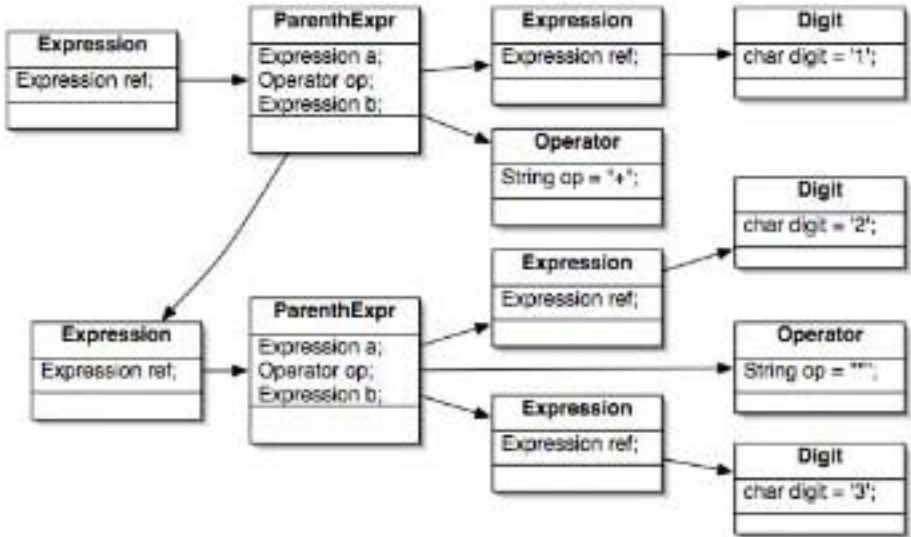 Expression
Expression ref;
ParenthExpr
Expression a;
Operator op;
Expression b;
Expression
Expression ref;
Digit
char digit = '1';
Operator
String op = "+";
Digit
char digit = '2';
Expression
Expression ref;
Expression
Expression ref;
ParenthExpr
Expression a;
Operator op;
Expression b;
Operator
String op = "*";
Expression
Expression ref;
Digit
char digit = '3';